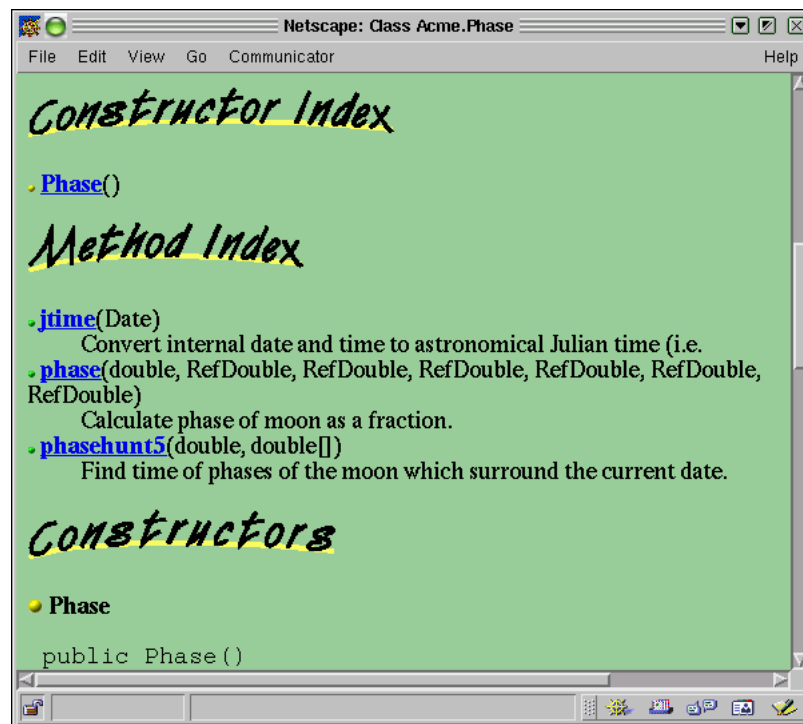 Netscape: Class Acme.Phase
File Edit View Go Communicator Help
Constructor Index
Phase()
Method Index
jtime(Date)
Convert internal date and time to astronomical Julian time (i.e.
phase(double, RefDouble, RefDouble, RefDouble, RefDouble, RefDouble,
RefDouble)
Calculate phase of moon as a fraction.
phasehunt5(double, double[])
Find time of phases of the moon which surround the current date.
Constructors
Phase
public Phase()